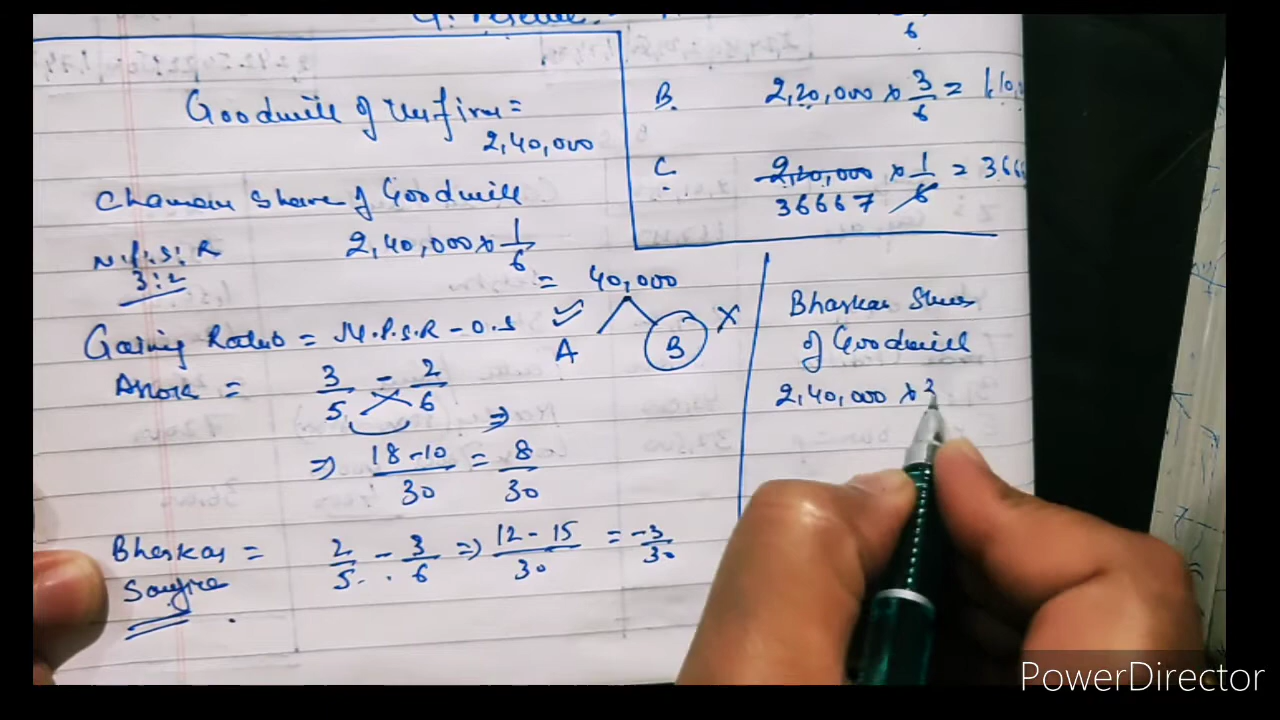 Goodwill of the firm =
2,40,000
Chaman Share of Goodwill
N.P.S.R
3:2
2,40,000 × 1/6
= 40,000
A
B ×
Gaining Ratio = N.P.S.R - O.S
= 3/5 - 2/6
⇒
⇒ 18-10/30 = 8/30
Bhaskar = 2/5 - 3/6 ⇒ 12-15/30 = -3/30
6
B. 2,20,000 × 3/6 = 1,10,
C. 2,20,000 × 1/6 = 366
36667
Bhaskar Share
of Goodwill
2,40,000 × 3
PowerDirector